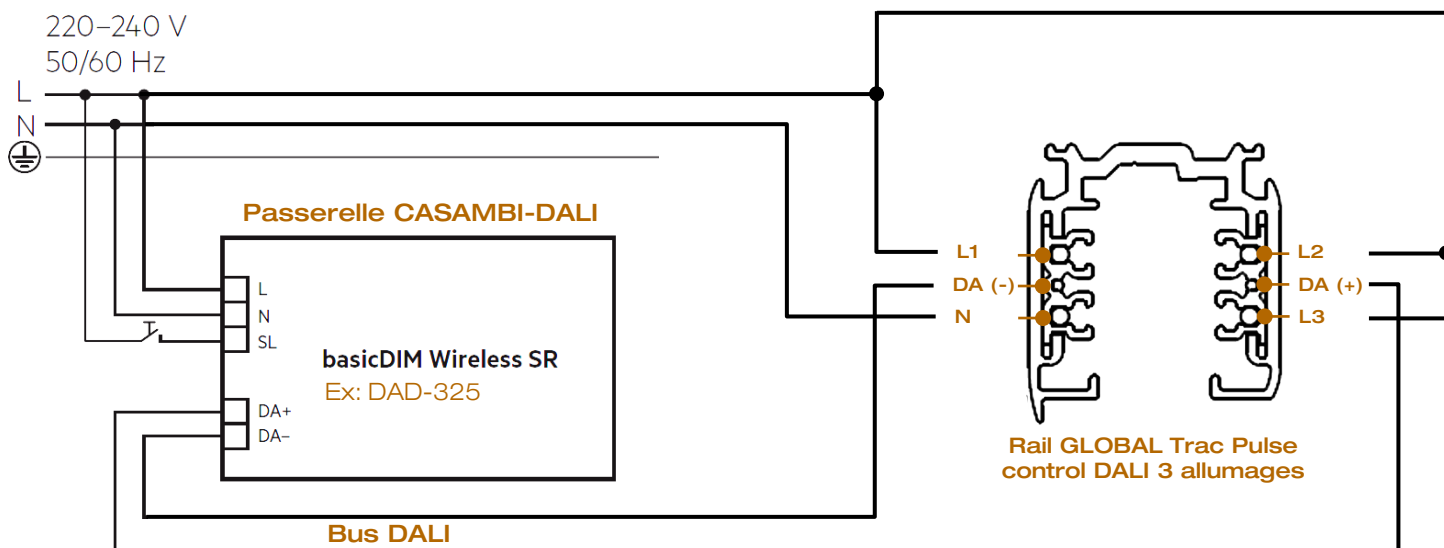 220–240 V
50/60 Hz
L
N
Passerelle CASAMBI-DALI
L
N
SL
basicDIM Wireless SR
Ex: DAD-325
DA+
DA–
Bus DALI
L1
DA (-)
N
L2
DA (+)
L3
Rail GLOBAL Trac Pulse
control DALI 3 allumages